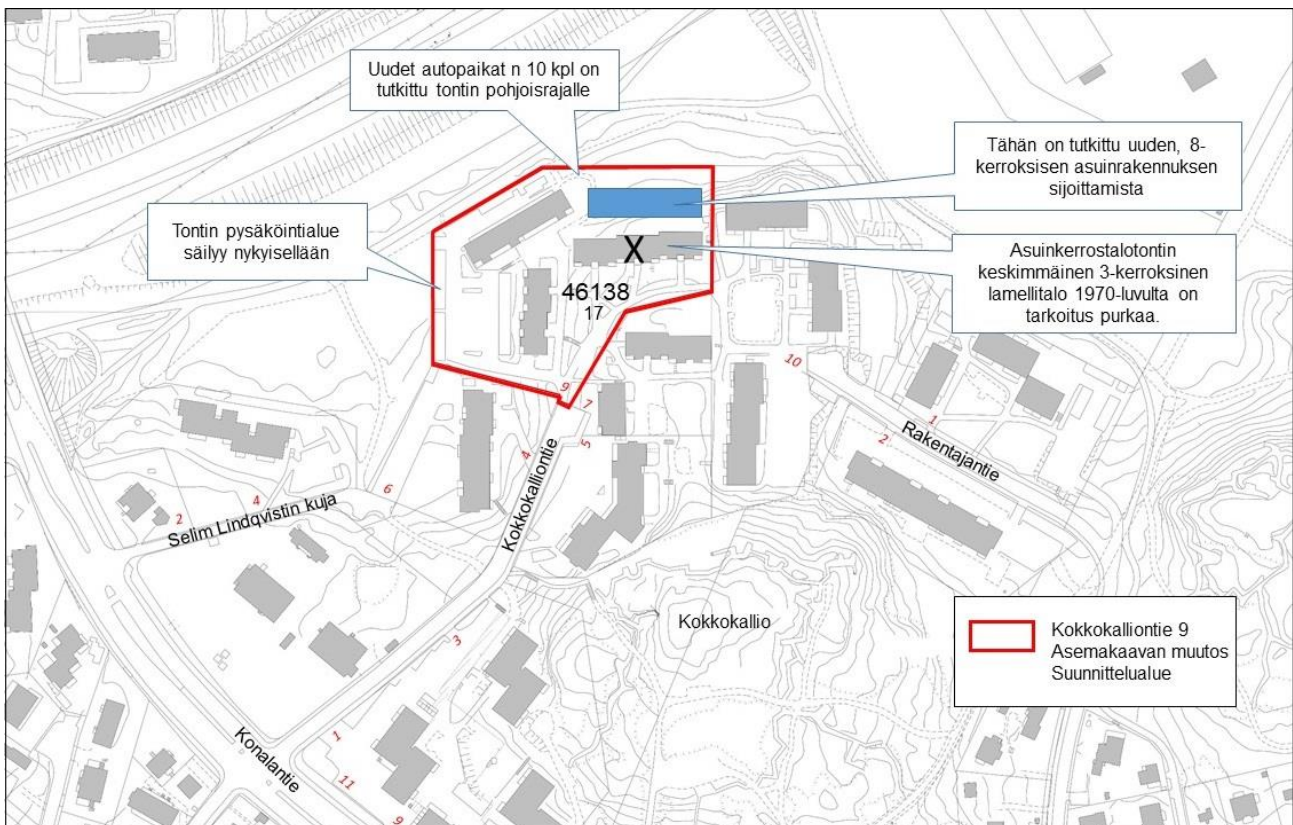 Uudet autopaikat n 10 kpl on
tutkittu tontin pohjoisrajalle
Tähän on tutkittu uuden, 8-
kerroksisen asuinrakennuksen
sijoittamista
Tontin pysäköintialue
säilyy nykyisellään
Asuinkerrostalotontin
keskimmäinen 3-kerroksinen
lamellitalo 1970-luvulta on
tarkoitus purkaa.
X
46138
17
10
9
7
5
4
1
2
Rakentajantie
6
4
2
Selim Lindqvistin kuja
Kokkokalliontie
3
Kokkokallio
Kokkokalliontie 9
Asemakaavan muutos
Suunnittelualue
Konalantie
1
11
9